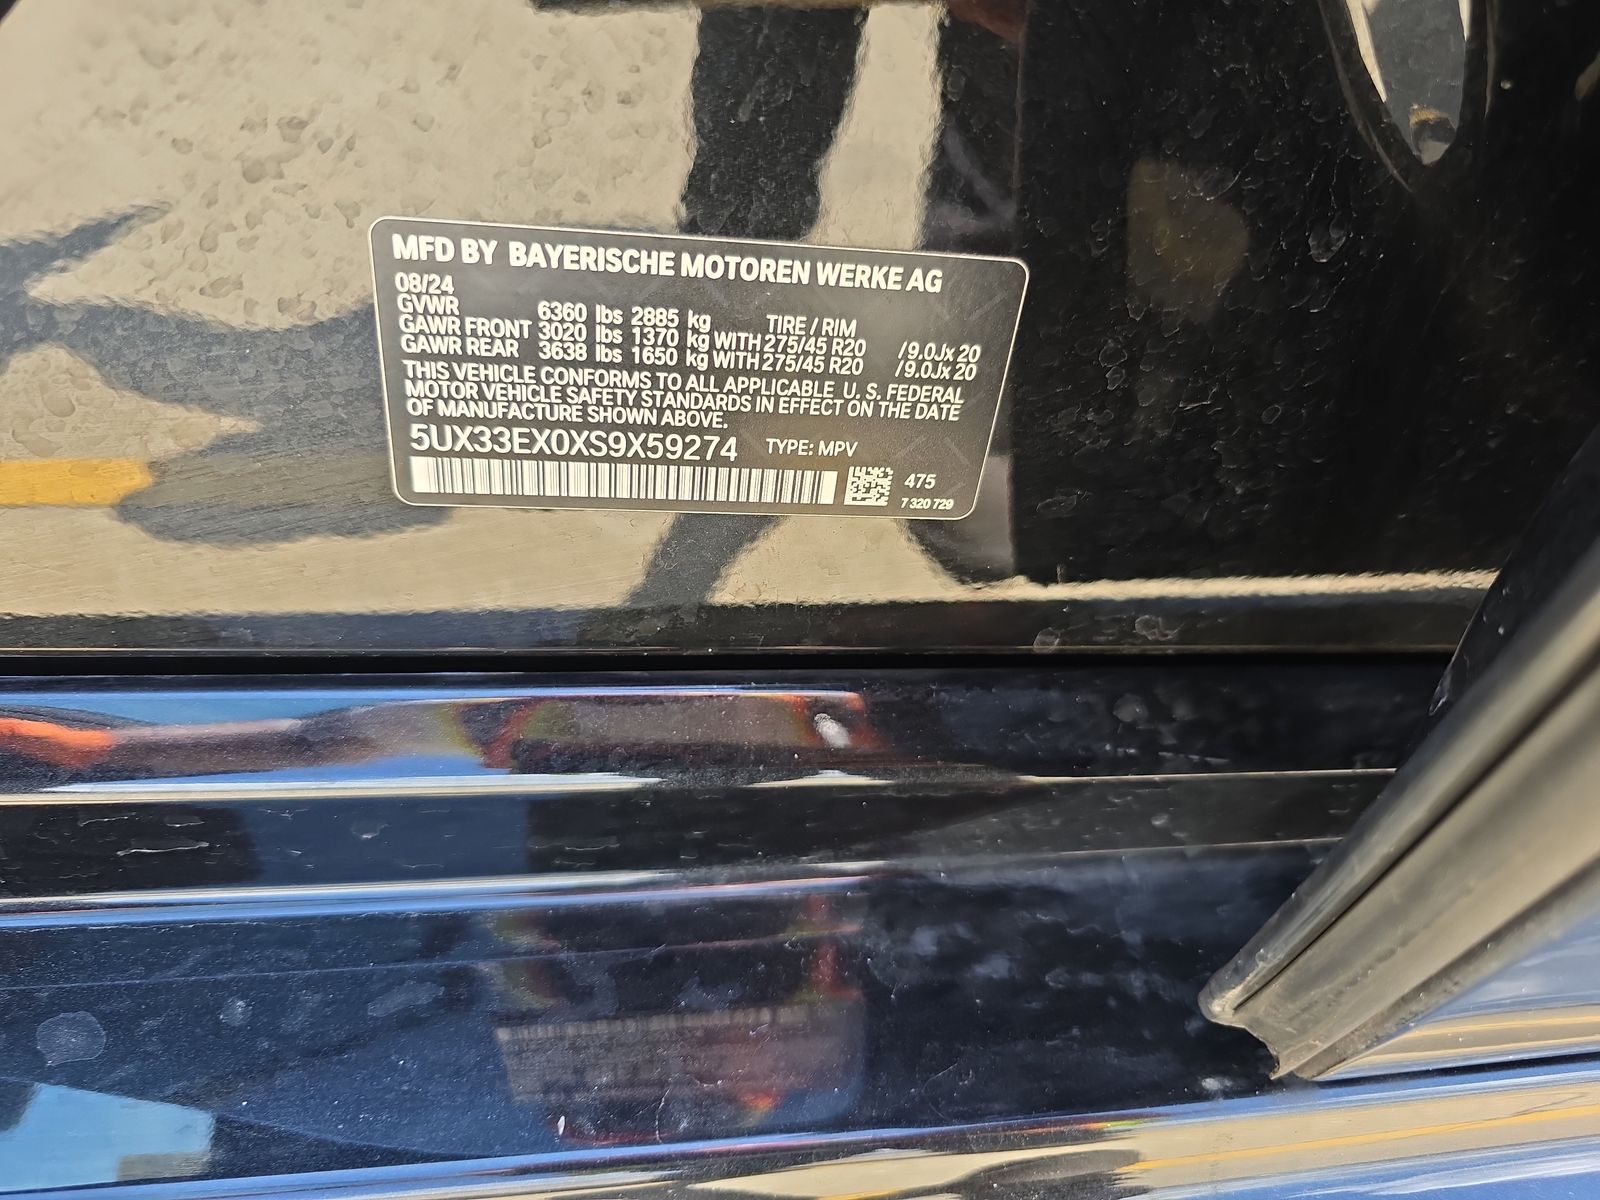 MFD BY BAYERISCHE MOTOREN WERKE AG
08/24
GVWR 6360 lbs 2885 kg TIRE / RIM
GAWR FRONT 3020 lbs 1370 kg WITH 275/45 R20 / 9.0Jx 20
GAWR REAR 3638 lbs 1650 kg WITH 275/45 R20 / 9.0Jx 20
THIS VEHICLE CONFORMS TO ALL APPLICABLE U. S. FEDERAL
MOTOR VEHICLE SAFETY STANDARDS IN EFFECT ON THE DATE
OF MANUFACTURE SHOWN ABOVE.
5UX33EX0XS9X59274 TYPE: MPV
475
7 320 729